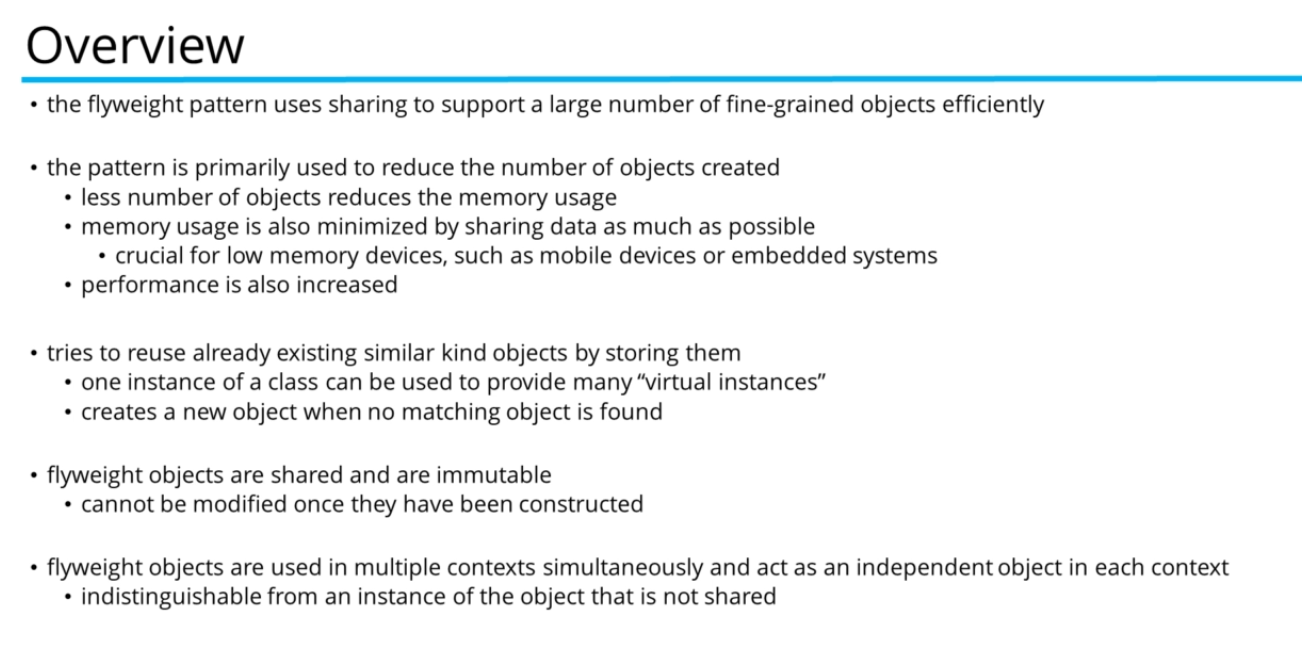 Overview
• the flyweight pattern uses sharing to support a large number of fine-grained objects efficiently
• the pattern is primarily used to reduce the number of objects created
• less number of objects reduces the memory usage
• memory usage is also minimized by sharing data as much as possible
• crucial for low memory devices, such as mobile devices or embedded systems
• performance is also increased
• tries to reuse already existing similar kind objects by storing them
• one instance of a class can be used to provide many “virtual instances”
• creates a new object when no matching object is found
• flyweight objects are shared and are immutable
• cannot be modified once they have been constructed
• flyweight objects are used in multiple contexts simultaneously and act as an independent object in each context
• indistinguishable from an instance of the object that is not shared